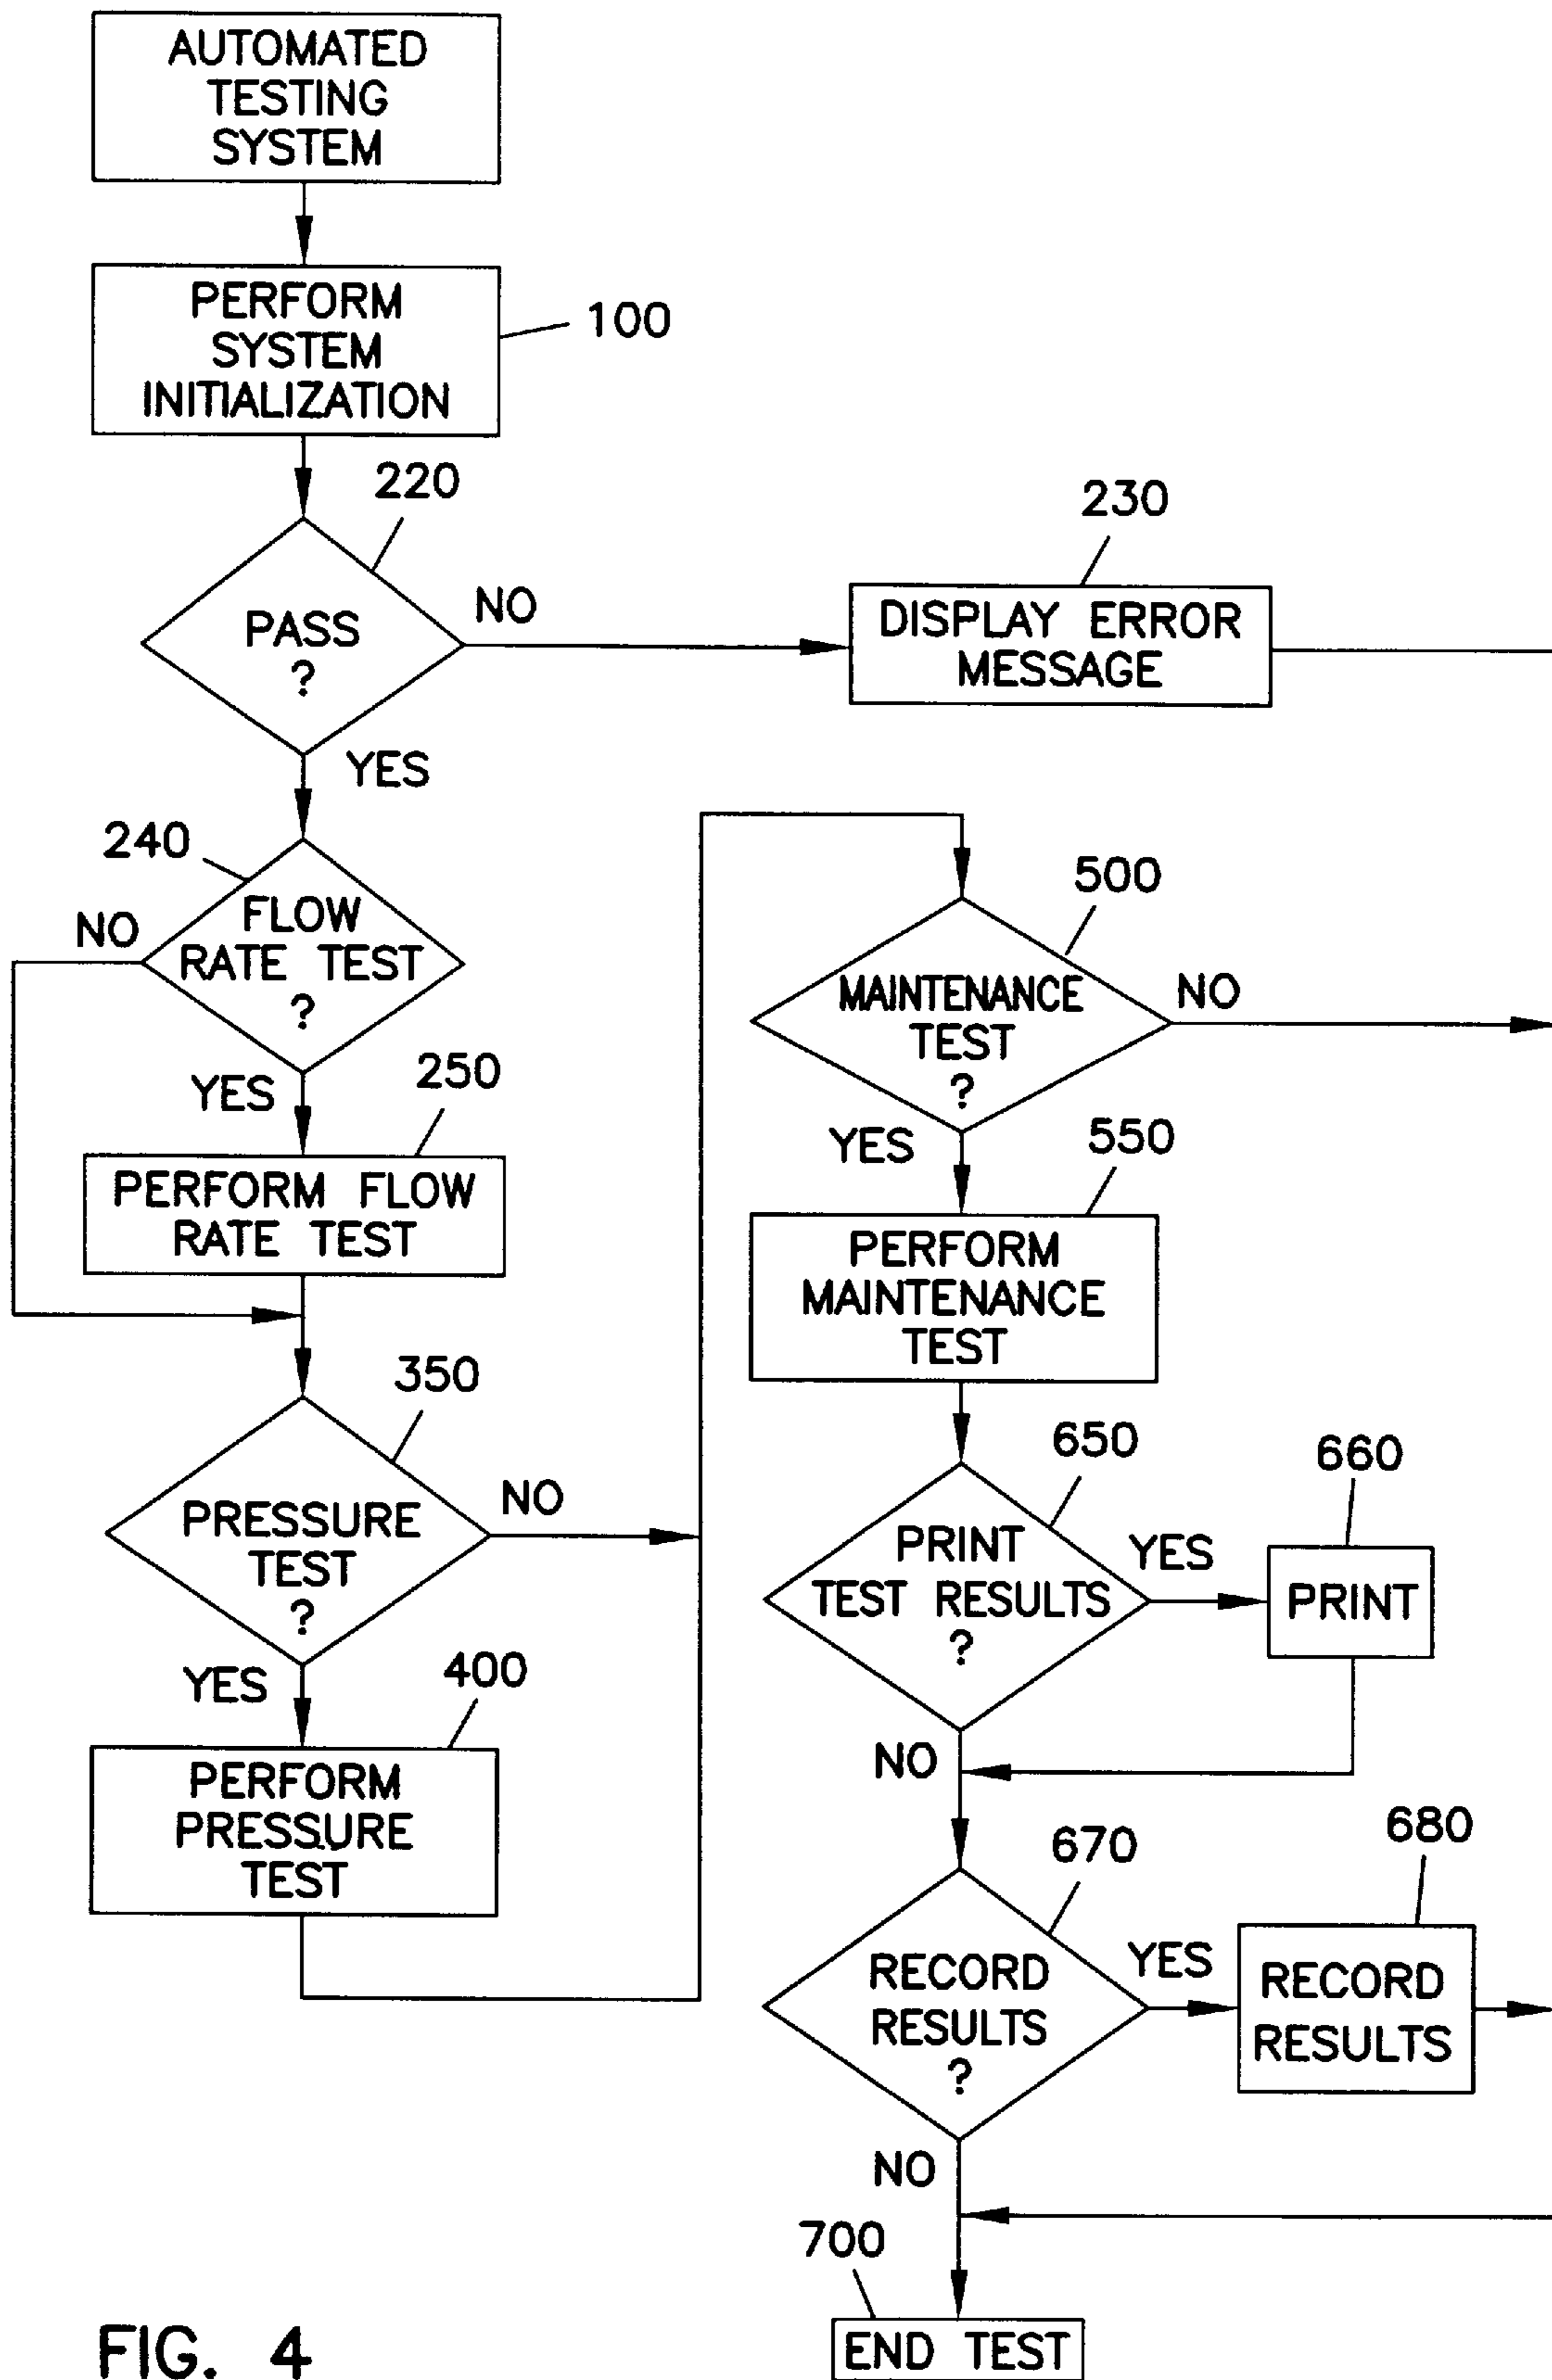 AUTOMATED
TESTING
SYSTEM
PERFORM
SYSTEM
INITIALIZATION
100
220
PASS
?
NO
YES
230
DISPLAY ERROR
MESSAGE
240
FLOW
RATE TEST
?
NO
YES
250
PERFORM FLOW
RATE TEST
350
PRESSURE
TEST
?
NO
YES
400
PERFORM
PRESSURE
TEST
500
MAINTENANCE
TEST
?
NO
YES
550
PERFORM
MAINTENANCE
TEST
650
PRINT
TEST RESULTS
?
YES
660
PRINT
NO
670
RECORD
RESULTS
?
YES
680
RECORD
RESULTS
NO
700
END TEST
FIG. 4